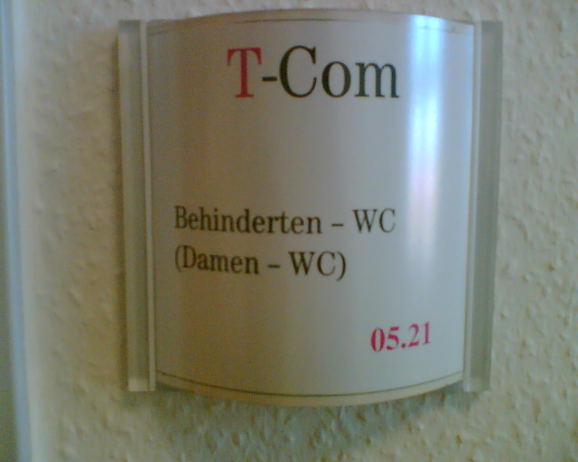 T-Com
Behinderten – WC
(Damen – WC)
05.21